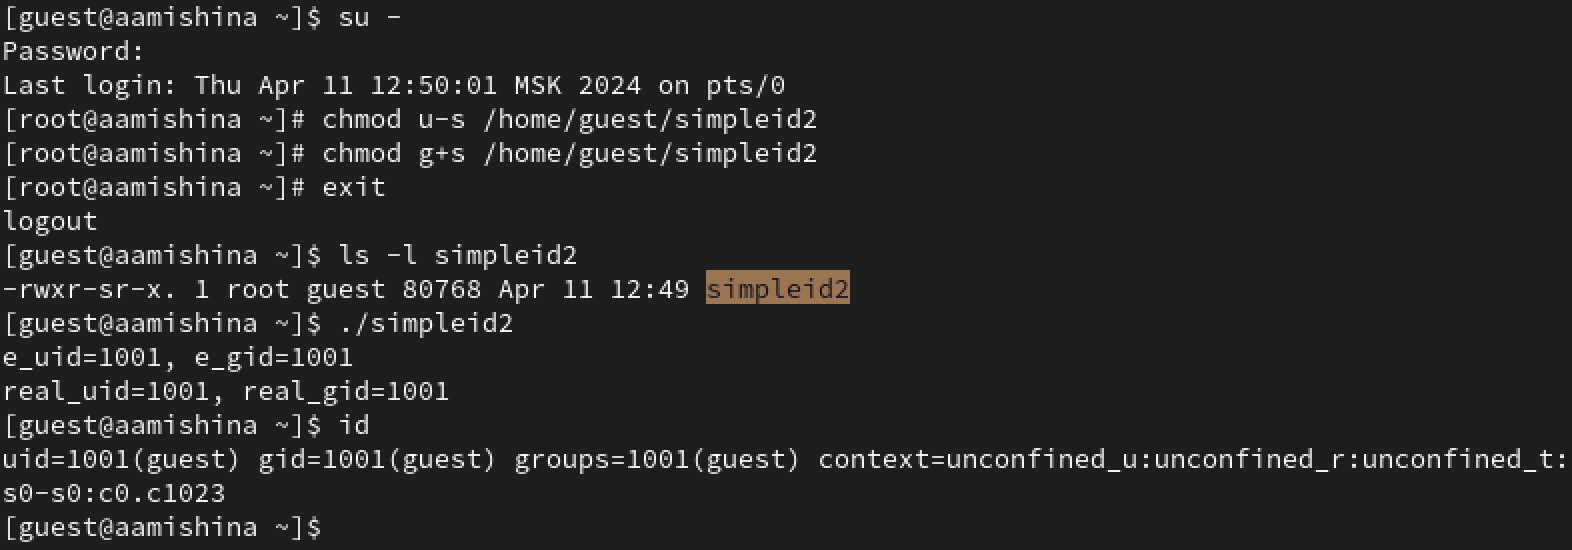 [guest@aamishina ~]$ su -
Password:
Last login: Thu Apr 11 12:50:01 MSK 2024 on pts/0
[root@aamishina ~]# chmod u-s /home/guest/simpleid2
[root@aamishina ~]# chmod g+s /home/guest/simpleid2
[root@aamishina ~]# exit
logout
[guest@aamishina ~]$ ls -l simpleid2
-rwxr-sr-x. 1 root guest 80768 Apr 11 12:49 simpleid2
[guest@aamishina ~]$ ./simpleid2
e_uid=1001, e_gid=1001
real_uid=1001, real_gid=1001
[guest@aamishina ~]$ id
uid=1001(guest) gid=1001(guest) groups=1001(guest) context=unconfined_u:unconfined_r:unconfined_t:
s0-s0:c0.c1023
[guest@aamishina ~]$